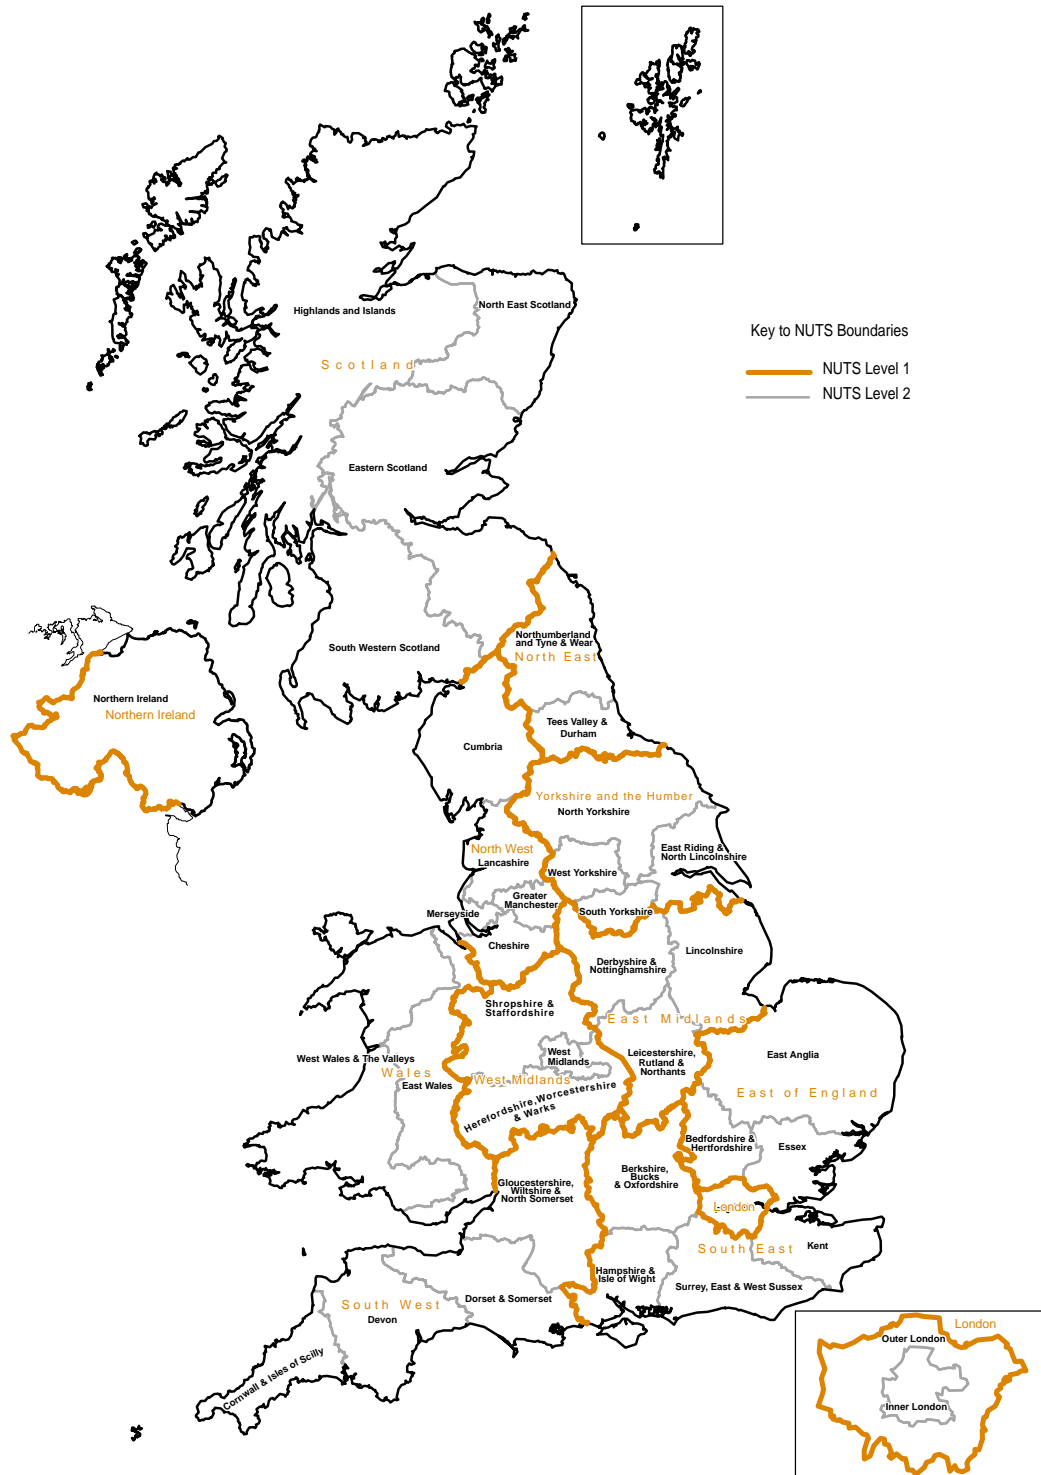 North East Scotland
Highlands and Islands
Key to NUTS Boundaries
Scotland
NUTS Level 1
NUTS Level 2
Eastern Scotland
Northumberland
and Tyne & Wear
North East
South Western Scotland
Northern Ireland
Northern Ireland
Tees Valley &
Durham
Cumbria
Yorkshire and the Humber
North Yorkshire
North West
Lancashire
East Riding &
North Lincolnshire
West Yorkshire
Greater
Manchester
Merseyside
South Yorkshire
Cheshire
Lincolnshire
Derbyshire &
Nottinghamshire
Shropshire &
Staffordshire
East Midlands
West
Midlands
Leicestershire,
Rutland &
Northants
East Anglia
West Wales & The Valleys
Wales
East Wales
West Midlands
East of England
Herefordshire, Worcestershire
& Warks
Bedfordshire &
Hertfordshire
Essex
Gloucestershire,
Wiltshire &
North Somerset
Berkshire,
Bucks
& Oxfordshire
London
South East
Kent
Hampshire &
Isle of Wight
Surrey, East & West Sussex
South West
Dorset & Somerset
Devon
Cornwall & Isles of Scilly
London
Outer London
Inner London